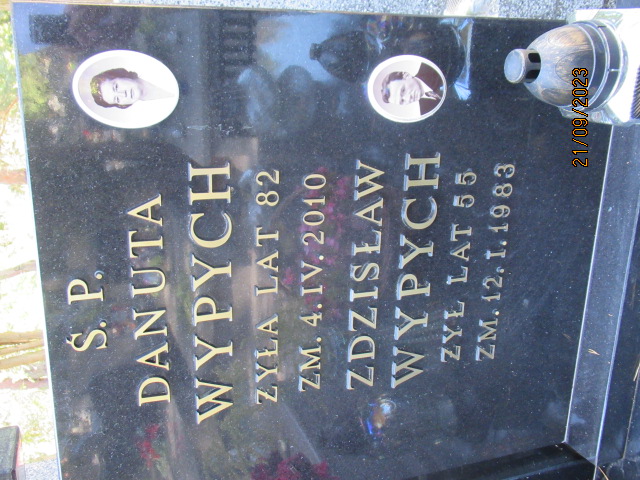 Ś. P.
DANUTA
WYPYCH
ŻYŁA LAT 82
ZM. 4. IV. 2010
ZDZISŁAW
WYPYCH
ŻYŁ LAT 55
ZM. 12. I. 1983
21/09/2023